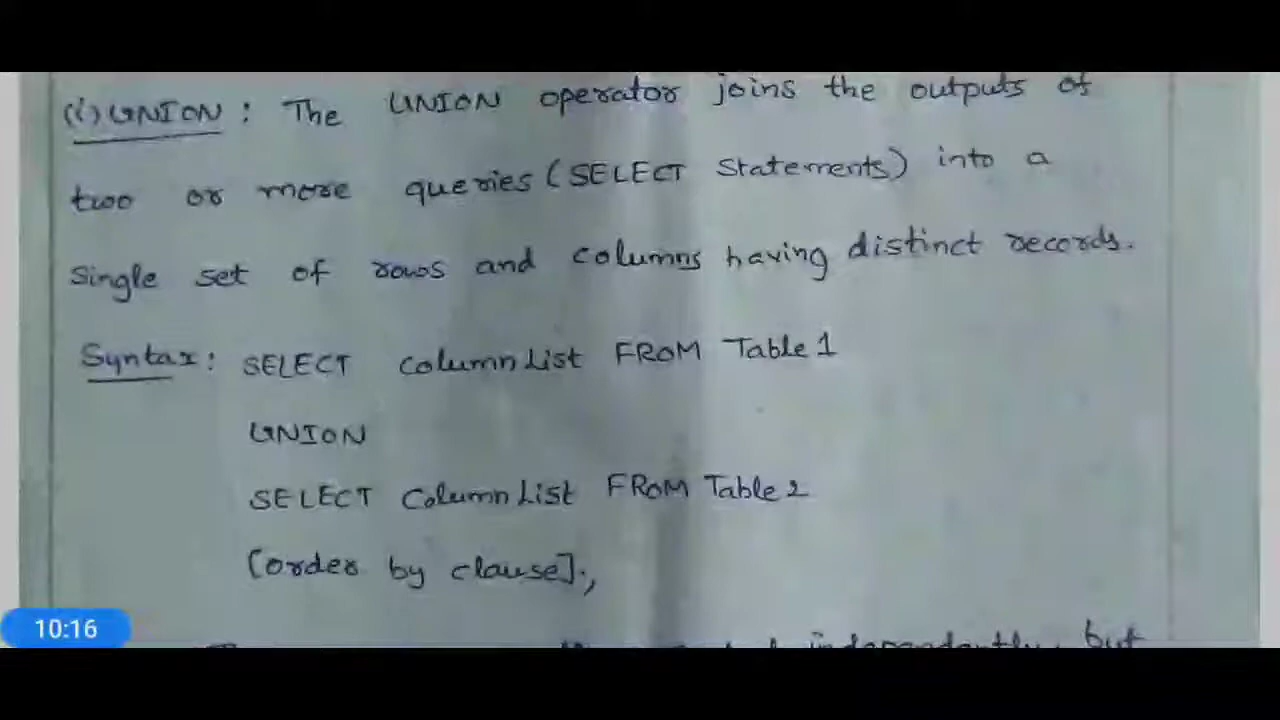 (i) UNION : The UNION operator joins the outputs of
two or more queries (SELECT Statements) into a
Single set of rows and columns having distinct records.
Syntax : SELECT ColumnList FROM Table 1
UNION
SELECT ColumnList FROM Table 2
[order by clause];
independently, but
10:16